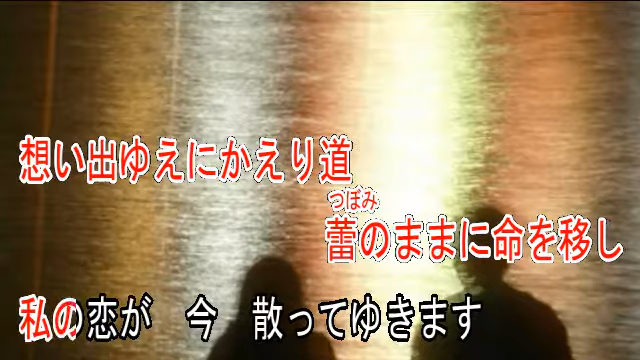 想い出ゆえにかえり道
つぼみ
蕾のままに命を移し
私の恋が　今　散ってゆきます